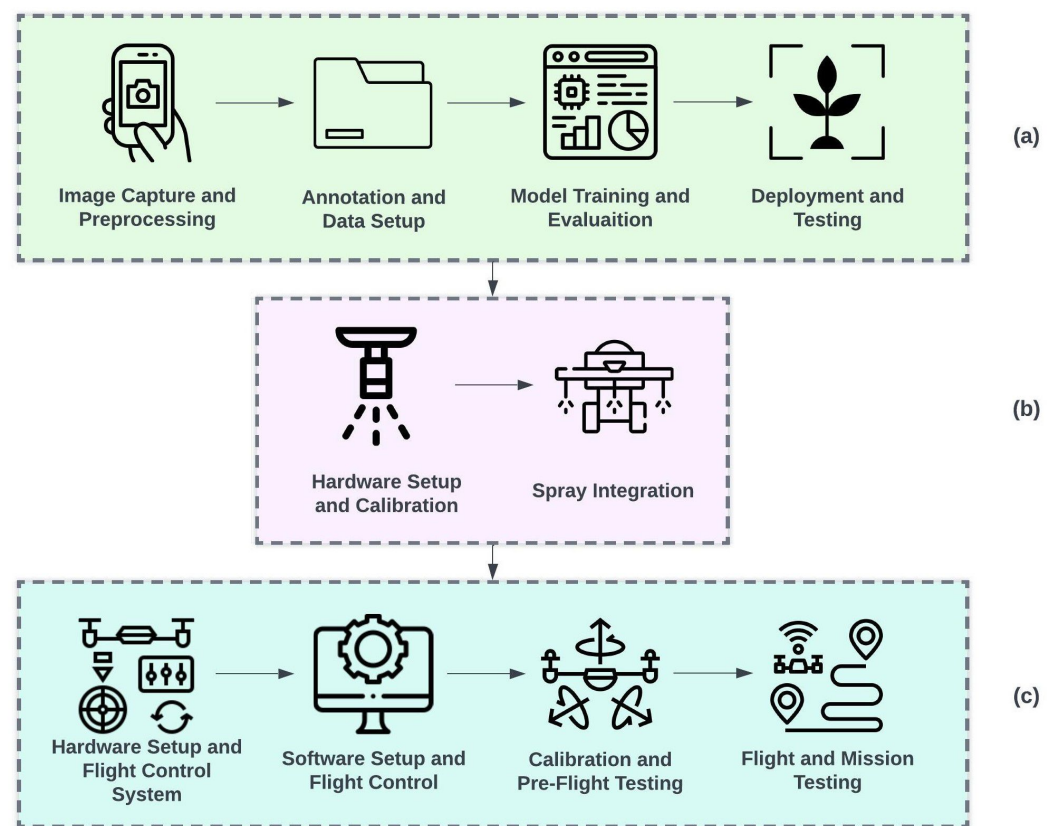 Image Capture and
Preprocessing
Annotation and
Data Setup
Model Training and
Evaluaition
Deployment and
Testing
(a)
Hardware Setup
and Calibration
Spray Integration
(b)
Hardware Setup and
Flight Control
System
Software Setup and
Flight Control
Calibration and
Pre-Flight Testing
Flight and Mission
Testing
(c)